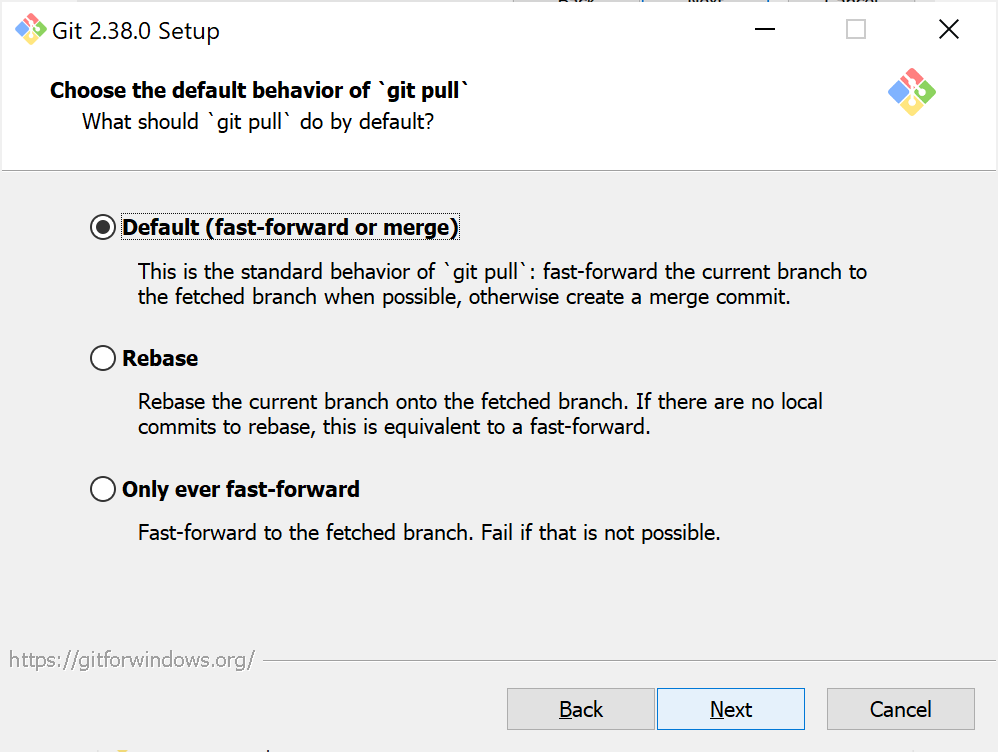 Git 2.38.0 Setup
Choose the default behavior of `git pull`
What should `git pull` do by default?
Default (fast-forward or merge)
This is the standard behavior of `git pull`: fast-forward the current branch to
the fetched branch when possible, otherwise create a merge commit.
Rebase
Rebase the current branch onto the fetched branch. If there are no local
commits to rebase, this is equivalent to a fast-forward.
Only ever fast-forward
Fast-forward to the fetched branch. Fail if that is not possible.
https://gitforwindows.org/
Back Next Cancel